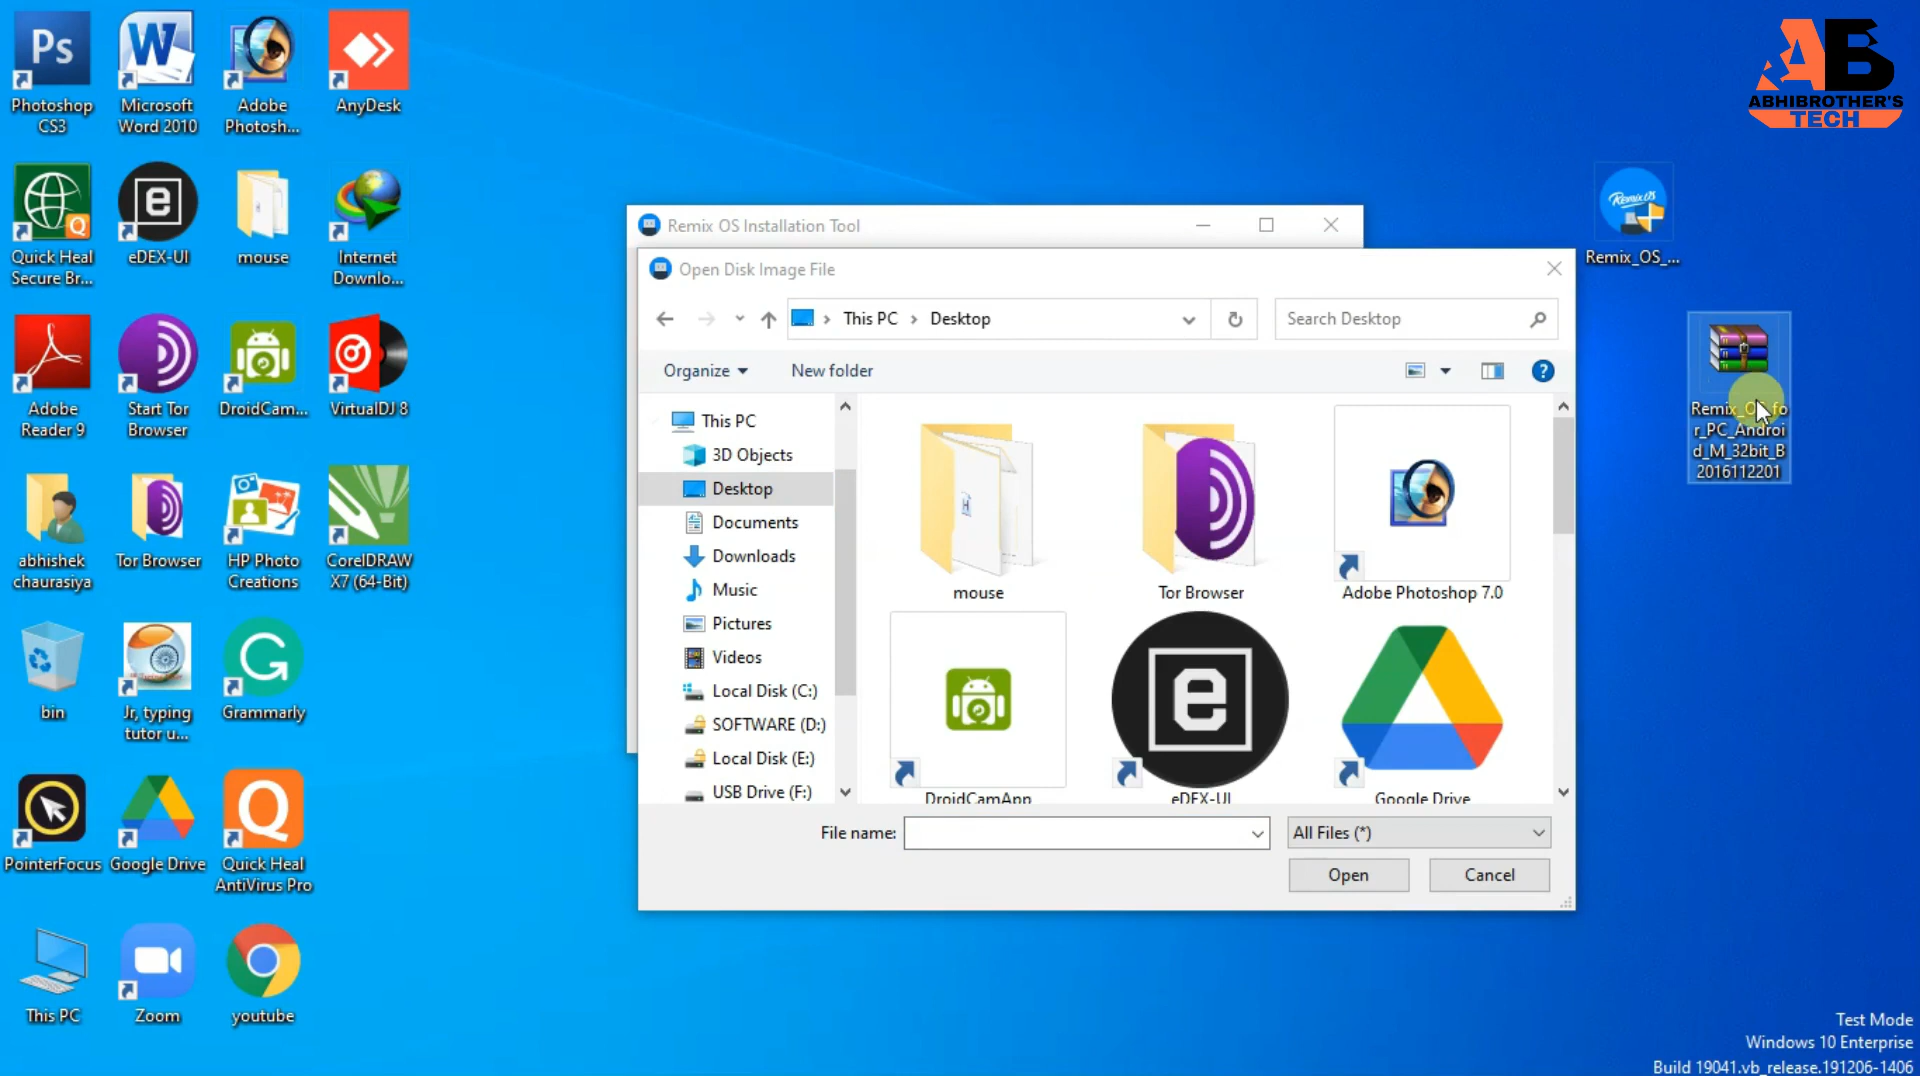 Ps
Photoshop
CS3
W
Microsoft
Word 2010
Adobe
Photosh...
AnyDesk
Quick Heal
Secure Br...
e
eDEX-UI
mouse
Internet
Downlo...
Adobe
Reader 9
Start Tor
Browser
DroidCam...
VirtualDJ 8
abhishek
chaurasiya
Tor Browser
HP Photo
Creations
CorelDRAW
X7 (64-Bit)
bin
Jr, typing
tutor u...
G
Grammarly
PointerFocus
Google Drive
Q
Quick Heal
AntiVirus Pro
This PC
Zoom
youtube
Remix OS Installation Tool
Open Disk Image File
This PC > Desktop
Search Desktop
Organize
New folder
?
This PC
3D Objects
Desktop
Documents
Downloads
Music
Pictures
Videos
Local Disk (C:)
SOFTWARE (D:)
Local Disk (E:)
USB Drive (F:)
mouse
Tor Browser
Adobe Photoshop 7.0
DroidCamApp
e
eDEX-UI
Google Drive
File name:
All Files (*)
Open
Cancel
AB
ABHIBROTHER'S
TECH
Remix OS
Remix_OS_...
Remix_OS_fo
r_PC_Androi
d_M_32bit_B
2016112201
Test Mode
Windows 10 Enterprise
Build 19041.vb_release.191206-1406